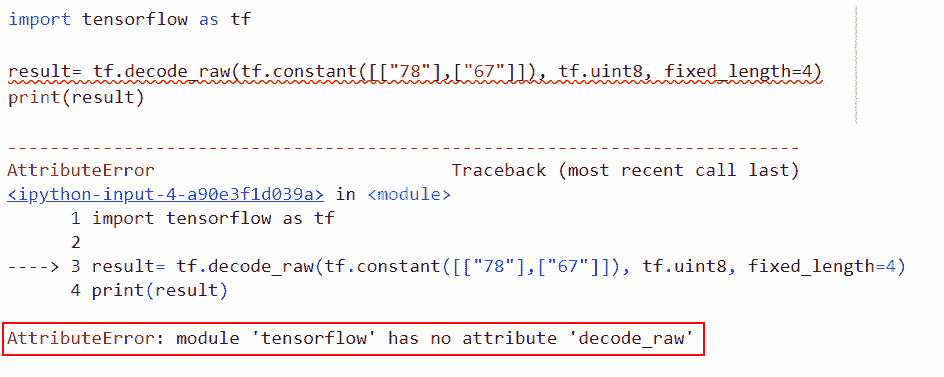 import tensorflow as tf
result= tf.decode_raw(tf.constant([["78"],["67"]]), tf.uint8, fixed_length=4)
print(result)
---------------------------------------------------------------------------
AttributeError Traceback (most recent call last)
<ipython-input-4-a90e3f1d039a> in <module>
1 import tensorflow as tf
2
----> 3 result= tf.decode_raw(tf.constant([["78"],["67"]]), tf.uint8, fixed_length=4)
4 print(result)
AttributeError: module 'tensorflow' has no attribute 'decode_raw'